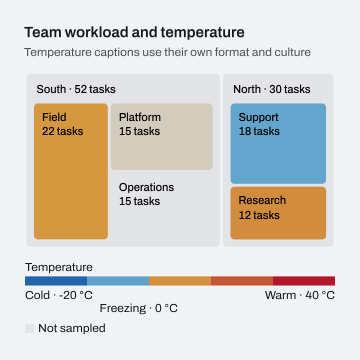 Team workload and temperature
Temperature captions use their own format and culture
South · 52 tasks
North · 30 tasks
Field
22 tasks
Platform
15 tasks
Support
18 tasks
Operations
15 tasks
Research
12 tasks
Temperature
Cold · -20 °C
Warm · 40 °C
Freezing · 0 °C
Not sampled